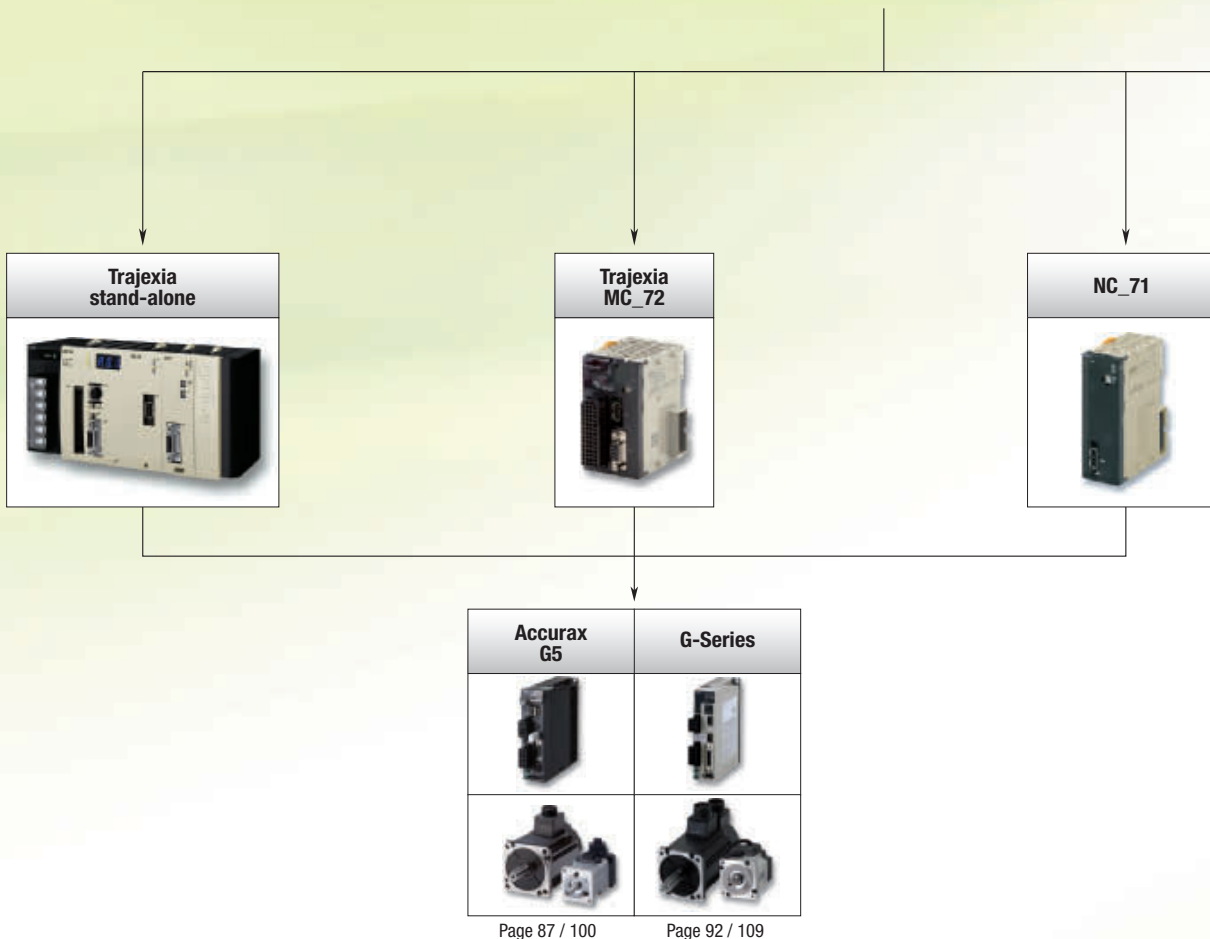 Trajexia
stand-alone
Trajexia
MC_72
NC_71
Accurax
G5
G-Series
Page 87 / 100
Page 92 / 109